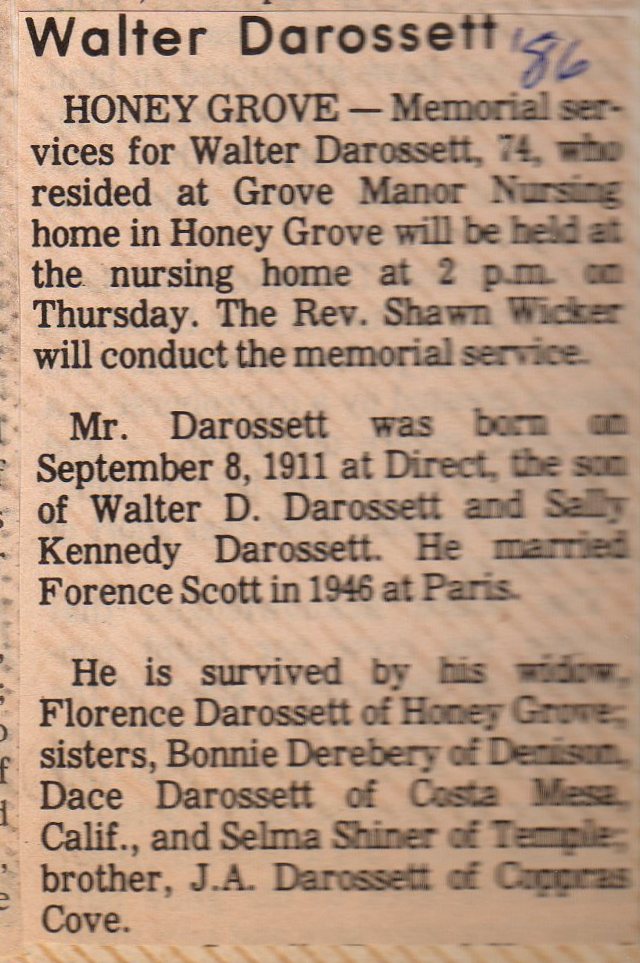 Walter Darossett '86
HONEY GROVE — Memorial ser-
vices for Walter Darossett, 74, who
resided at Grove Manor Nursing
home in Honey Grove will be held at
the nursing home at 2 p.m. on
Thursday. The Rev. Shawn Wicker
will conduct the memorial service.
Mr. Darossett was born on
September 8, 1911 at Direct, the son
of Walter D. Darossett and Sally
Kennedy Darossett. He married
Forence Scott in 1946 at Paris.
He is survived by his widow,
Florence Darossett of Honey Grove;
sisters, Bonnie Derebery of Denison,
Dace Darossett of Costa Mesa,
Calif., and Selma Shiner of Temple;
brother, J.A. Darossett of Copperas
Cove.